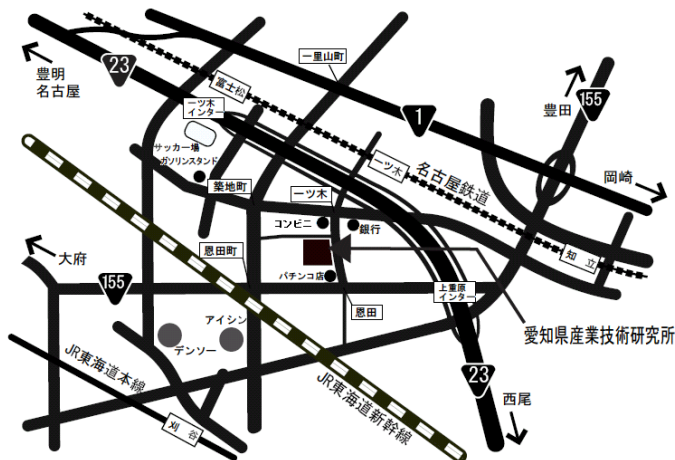 豊明
名古屋
23
富士松
一里山町
1
豊田
155
岡崎
一ツ木
インター
サッカー場
ガソリンスタンド
築地町
一ツ木
一ツ木
名古屋鉄道
知立
コンビニ
銀行
恩田町
パチンコ店
大府
155
恩田
上重原
インター
愛知県産業技術研究所
アイシン
デンソー
JR東海道本線
刈谷
JR東海道新幹線
23
西尾